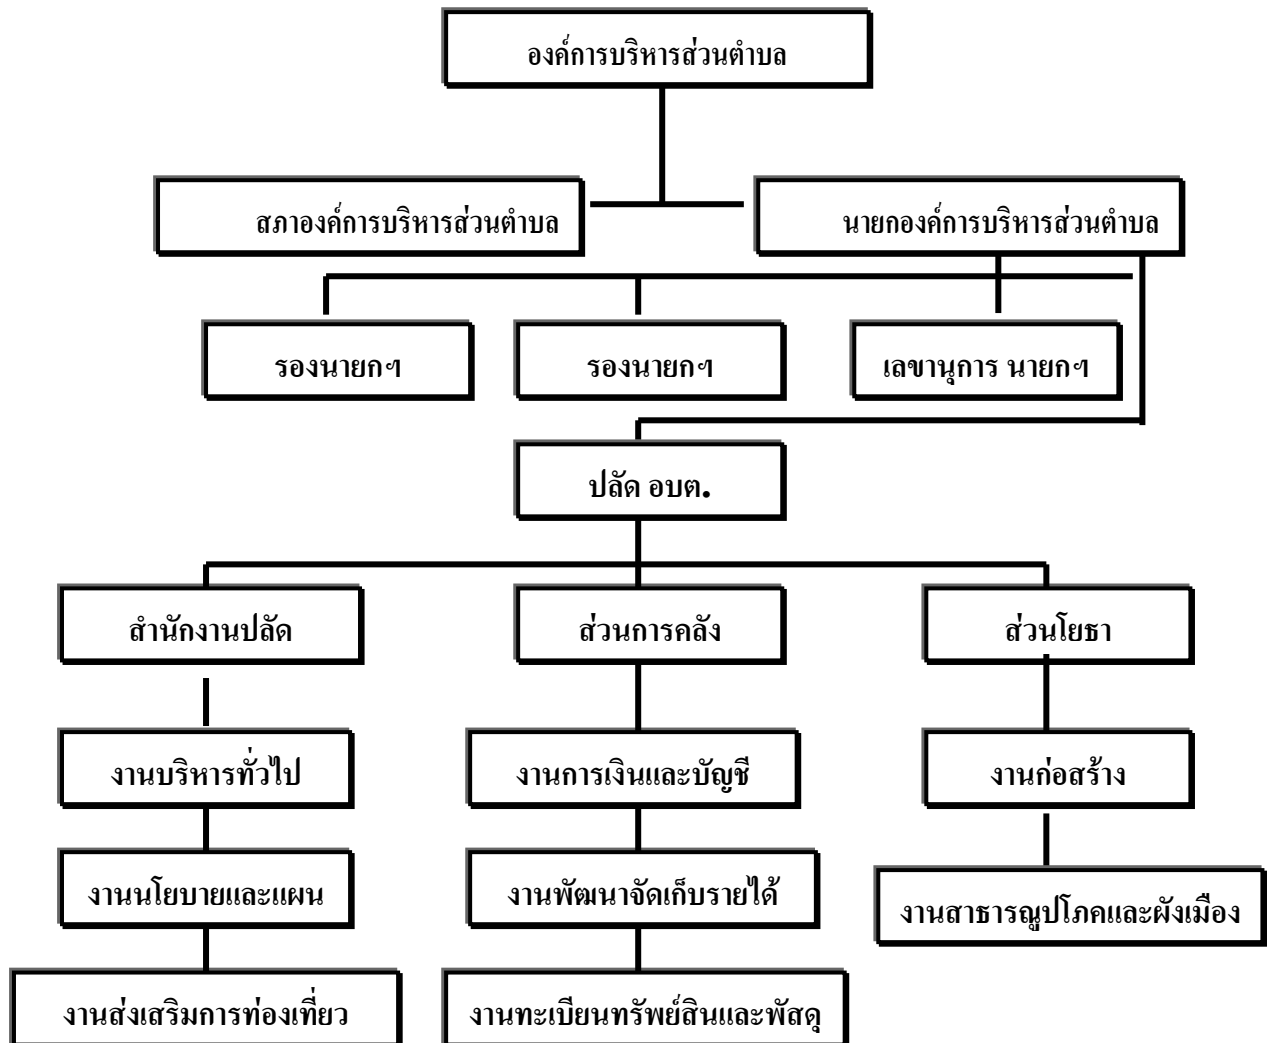 องค์การบริหารส่วนตำบล
สภาองค์การบริหารส่วนตำบล
นายกองค์การบริหารส่วนตำบล
รองนายกฯ
รองนายกฯ
เลขานุการ นายกฯ
ปลัด อบต.
สำนักงานปลัด
ส่วนการคลัง
ส่วนโยธา
งานบริหารทั่วไป
งานการเงินและบัญชี
งานก่อสร้าง
งานนโยบายและแผน
งานพัฒนาจัดเก็บรายได้
งานสาธารณูปโภคและผังเมือง
งานส่งเสริมการท่องเที่ยว
งานทะเบียนทรัพย์สินและพัสดุ